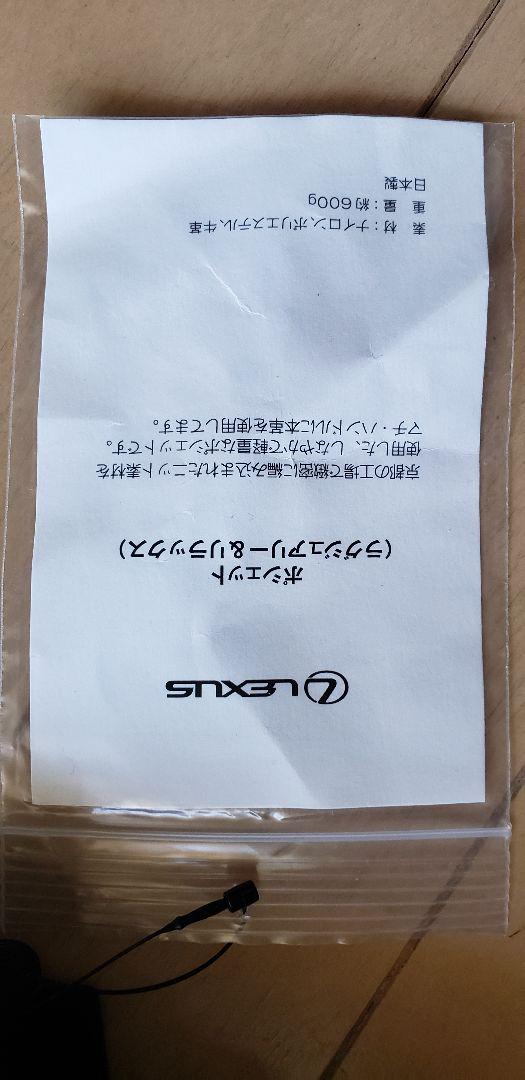 LEXUS
ポシェット
（ラグジュアリー＆リラックス）
京都の工場で緻密に編み込まれたニット素材を
使用した、しなやかで軽量なポシェットです。
マチ・ハンドルに本革を使用してます。
素　材：ナイロン、ポリエステル、牛革
重　量：約600g
日本製